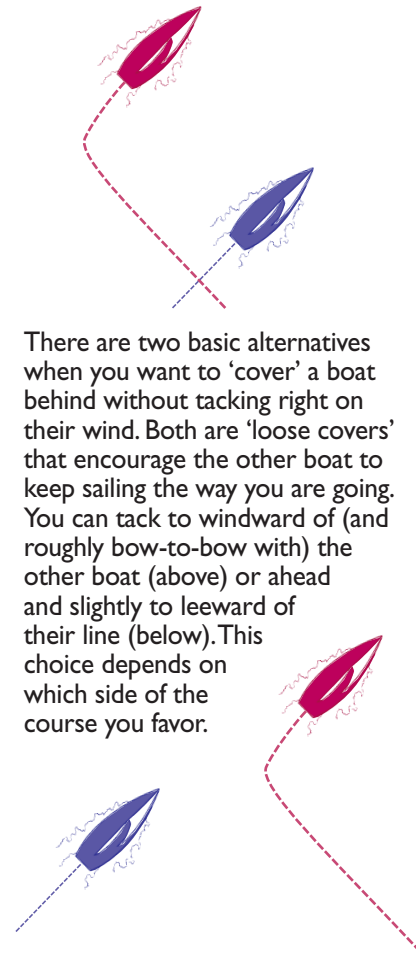 There are two basic alternatives
when you want to ‘cover’ a boat
behind without tacking right on
their wind. Both are ‘loose covers’
that encourage the other boat to
keep sailing the way you are going.
You can tack to windward of (and
roughly bow-to-bow with) the
other boat (above) or ahead
and slightly to leeward of
their line (below). This
choice depends on
which side of the
course you favor.